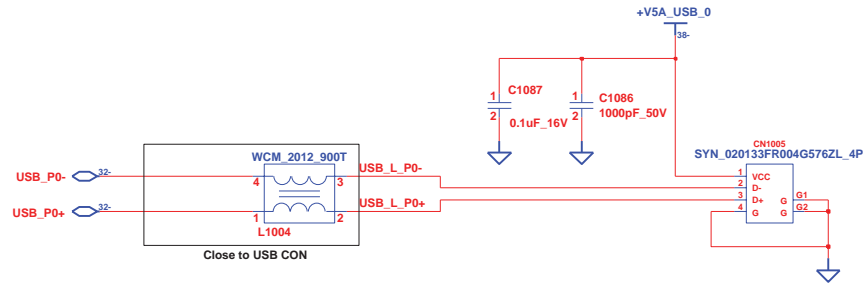 +V5A_USB_0
38-
1
C1087
2
0.1uF_16V
1
C1086
2
1000pF_50V
CN1005
SYN_020133FR004G576ZL_4P
WCM_2012_900T
USB_P0-
32-
4
3
USB_L_P0-
USB_P0+
32-
1
2
USB_L_P0+
L1004
Close to USB CON
1
VCC
2
D-
3
D+
G
G1
4
G
G
G2